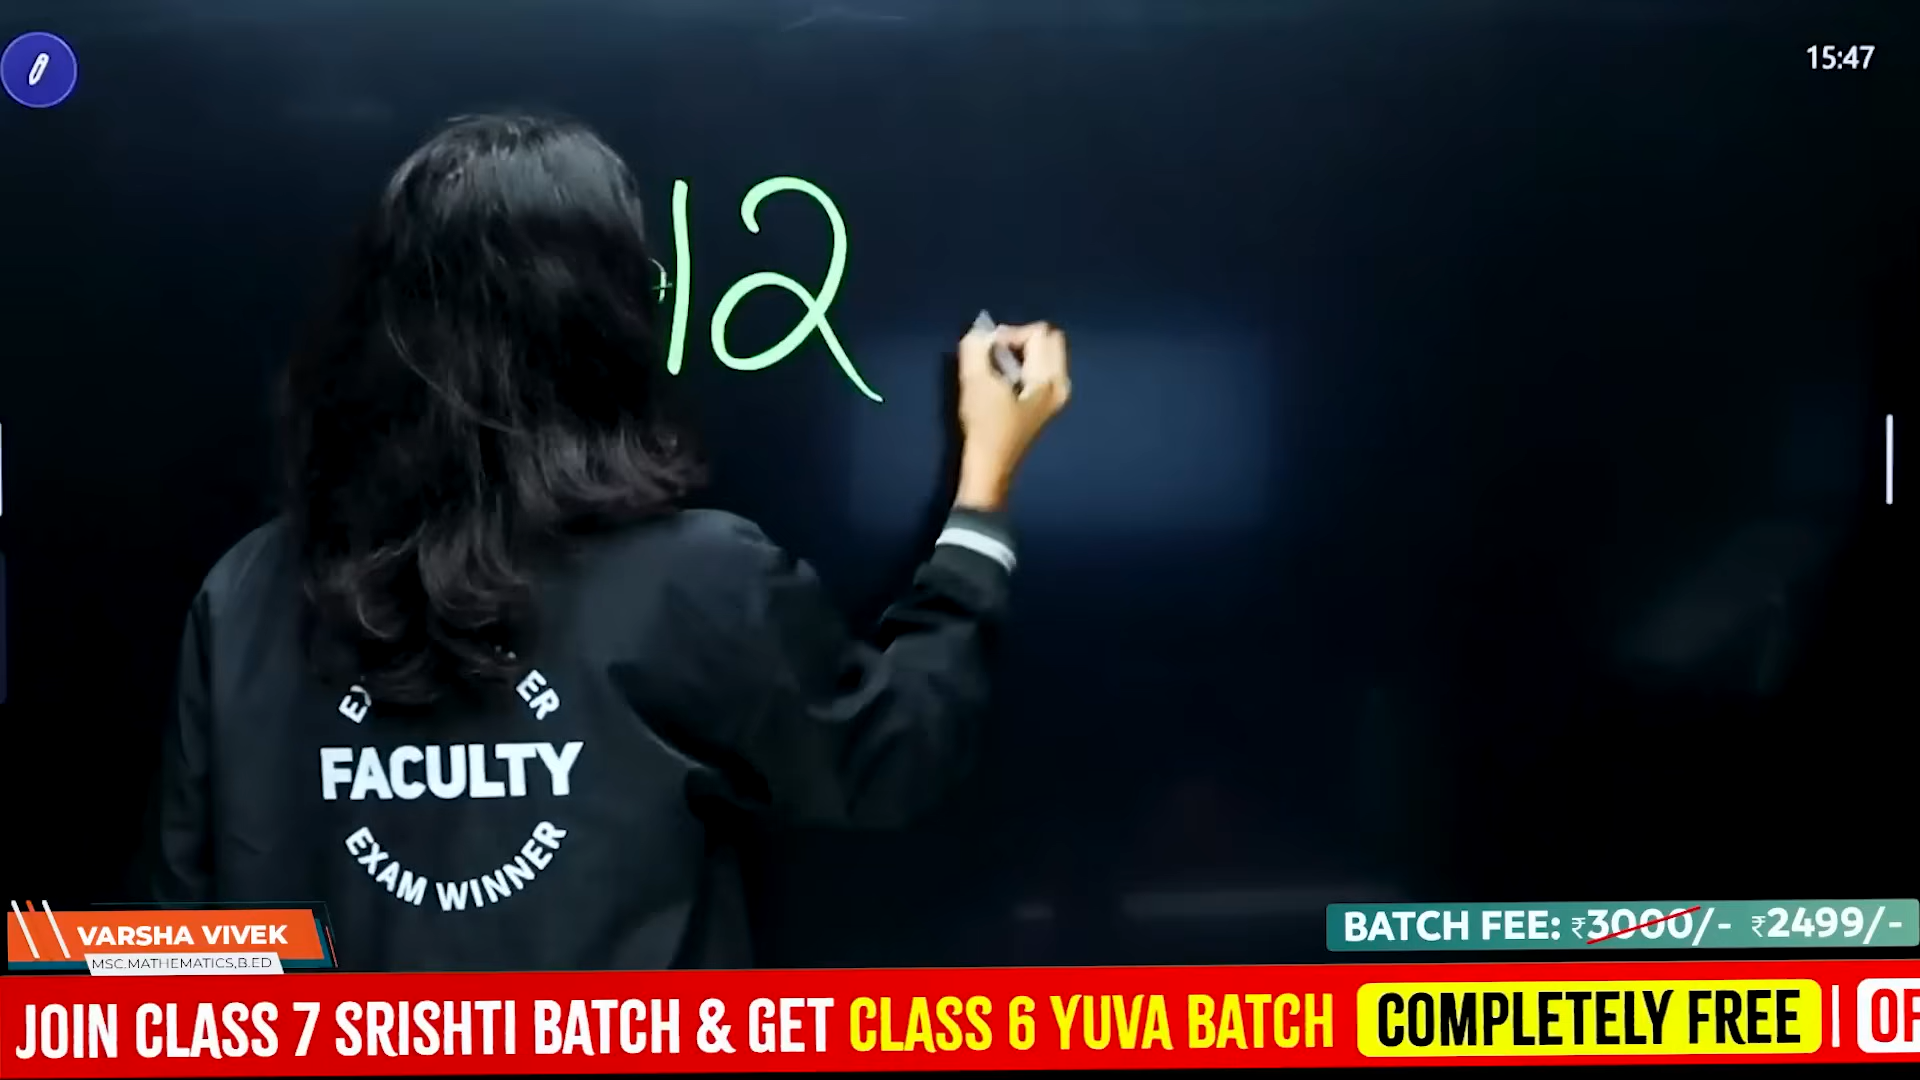 15:47
12
ER
FACULTY
EXAM WINNER
VARSHA VIVEK
MSC.MATHEMATICS,B.ED
BATCH FEE: ₹3000/- ₹2499/-
JOIN CLASS 7 SRISHTI BATCH & GET CLASS 6 YUVA BATCH COMPLETELY FREE |